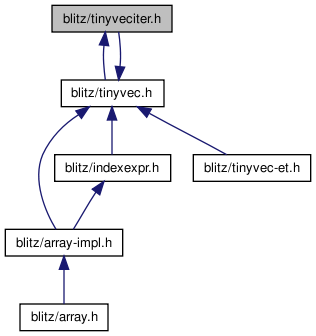 blitz/tinyveciter.h
blitz/tinyvec.h
blitz/indexexpr.h
blitz/tinyvec-et.h
blitz/array-impl.h
blitz/array.h